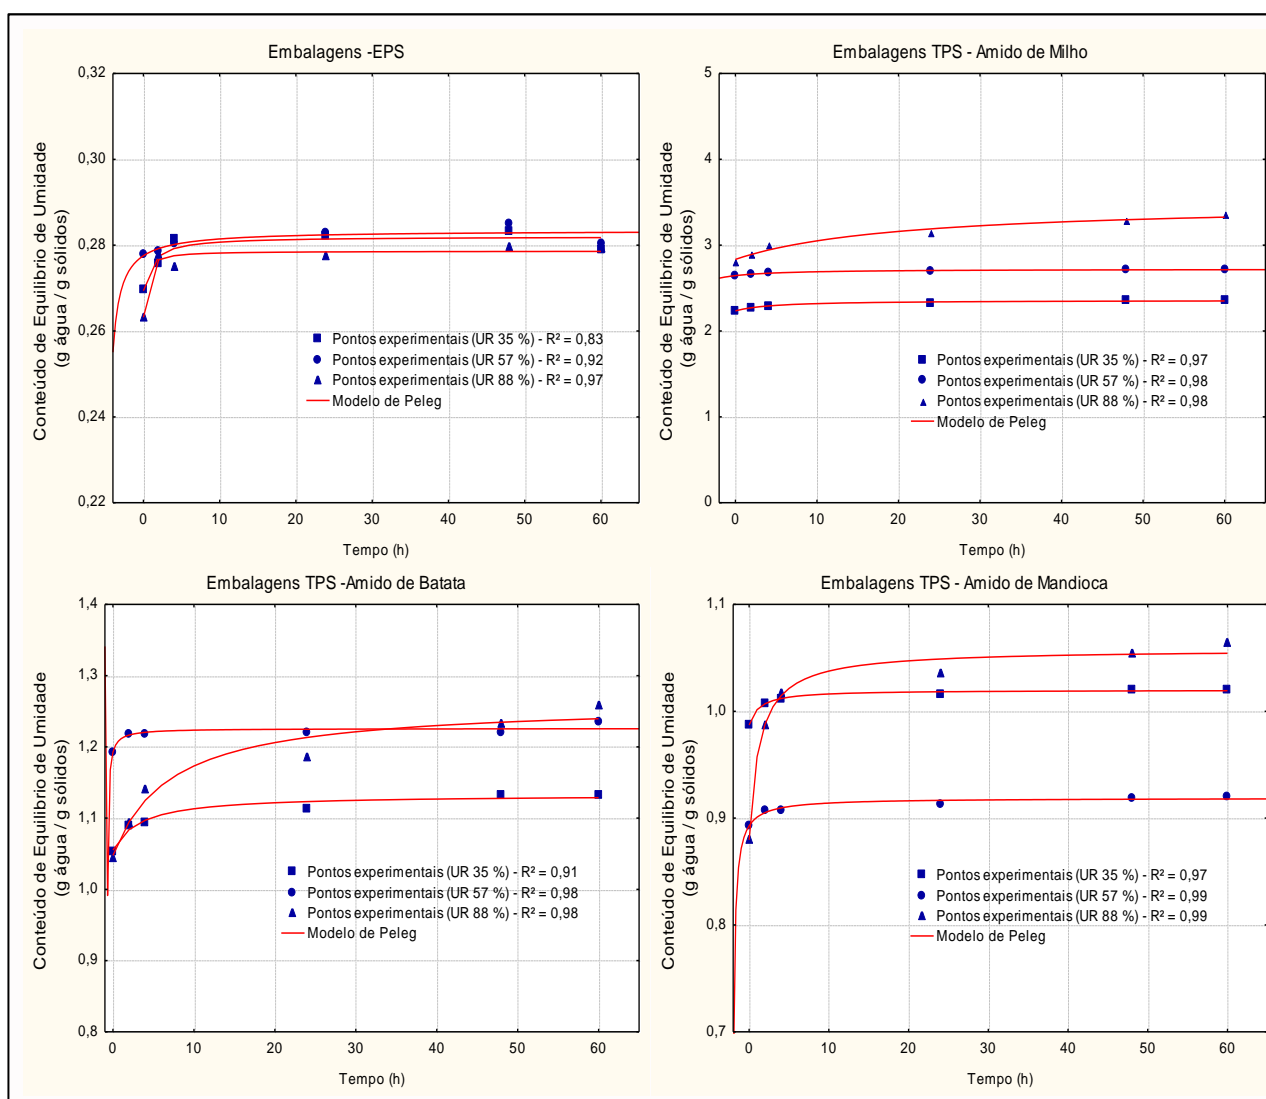 Embalagens -EPS
0,32
0,30
0,28
0,26
0,24
0,22
Conteúdo de Equilíbrio de Umidade
(g água / g sólidos)
Pontos experimentais (UR 35 %) - R² = 0,83
Pontos experimentais (UR 57 %) - R² = 0,92
Pontos experimentais (UR 88 %) - R² = 0,97
Modelo de Peleg
0 10 20 30 40 50 60
Tempo (h)
Embalagens TPS - Amido de Milho
5
4
3
2
1
0
Conteúdo de Equilíbrio de Umidade
(g água / g sólidos)
Pontos experimentais (UR 35 %) - R² = 0,97
Pontos experimentais (UR 57 %) - R² = 0,98
Pontos experimentais (UR 88 %) - R² = 0,98
Modelo de Peleg
0 10 20 30 40 50 60
Tempo (h)
Embalagens TPS -Amido de Batata
1,4
1,3
1,2
1,1
1,0
0,9
0,8
Conteúdo de Equilíbrio de Umidade
(g água / g sólidos)
Pontos experimentais (UR 35 %) - R² = 0,91
Pontos experimentais (UR 57 %) - R² = 0,98
Pontos experimentais (UR 88 %) - R² = 0,98
Modelo de Peleg
0 10 20 30 40 50 60
Tempo (h)
Embalagens TPS - Amido de Mandioca
1,1
1,0
0,9
0,8
0,7
Conteúdo de Equilíbrio de Umidade
(g água / g sólidos)
Pontos experimentais (UR 35 %) - R² = 0,97
Pontos experimentais (UR 57 %) - R² = 0,99
Pontos experimentais (UR 88 %) - R² = 0,99
Modelo de Peleg
0 10 20 30 40 50 60
Tempo (h)